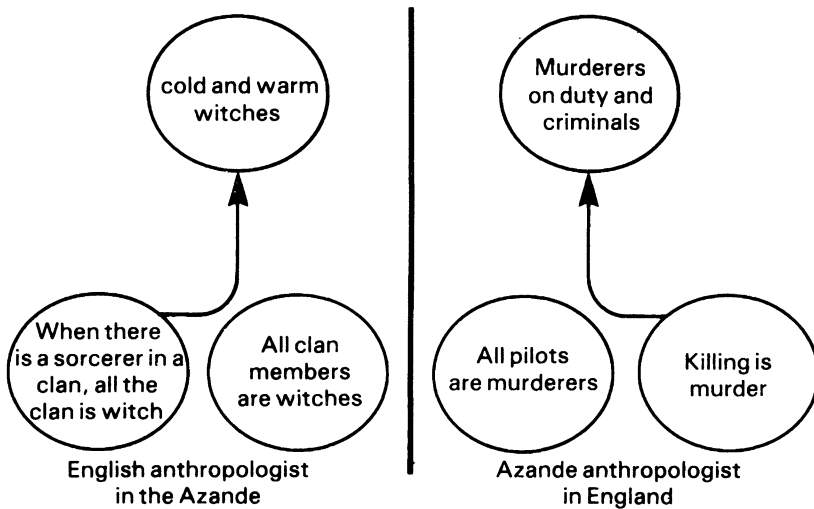 cold and warm
witches
When there
is a sorcerer in a
clan, all the
clan is witch
All clan
members
are witches
English anthropologist
in the Azande
Murderers
on duty and
criminals
All pilots
are murderers
Killing is
murder
Azande anthropologist
in England